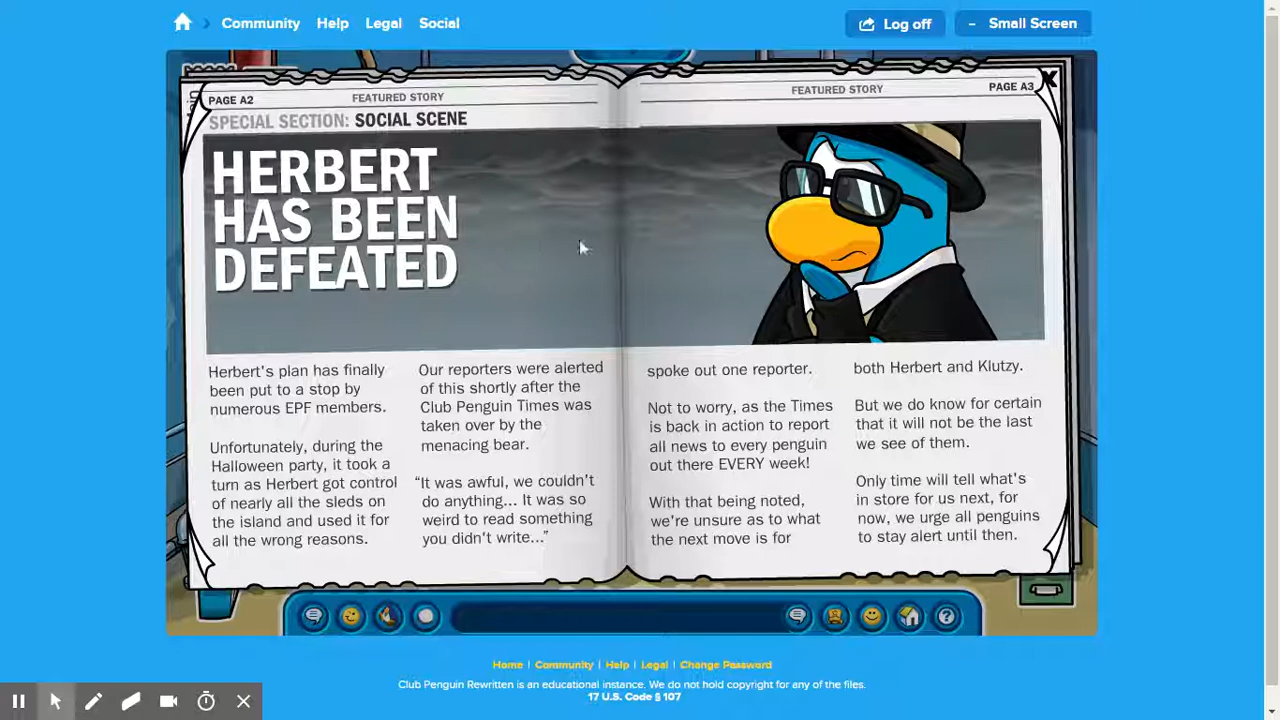 Community Help Legal Social
Log off
Small Screen
PAGE A2
FEATURED STORY
FEATURED STORY
PAGE A3
X
SPECIAL SECTION: SOCIAL SCENE
HERBERT
HAS BEEN
DEFEATED
Herbert's plan has finally
been put to a stop by
numerous EPF members.
Unfortunately, during the
Halloween party, it took a
turn as Herbert got control
of nearly all the sleds on
the island and used it for
all the wrong reasons.
Our reporters were alerted
of this shortly after the
Club Penguin Times was
taken over by the
menacing bear.
“It was awful, we couldn't
do anything... It was so
weird to read something
you didn't write...”
spoke out one reporter.
Not to worry, as the Times
is back in action to report
all news to every penguin
out there EVERY week!
With that being noted,
we're unsure as to what
the next move is for
both Herbert and Klutzy.
But we do know for certain
that it will not be the last
we see of them.
Only time will tell what's
in store for us next, for
now, we urge all penguins
to stay alert until then.
Home | Community | Help | Legal | Change Password
Club Penguin Rewritten is an educational instance. We do not hold copyright for any of the files.
17 U.S. Code § 107